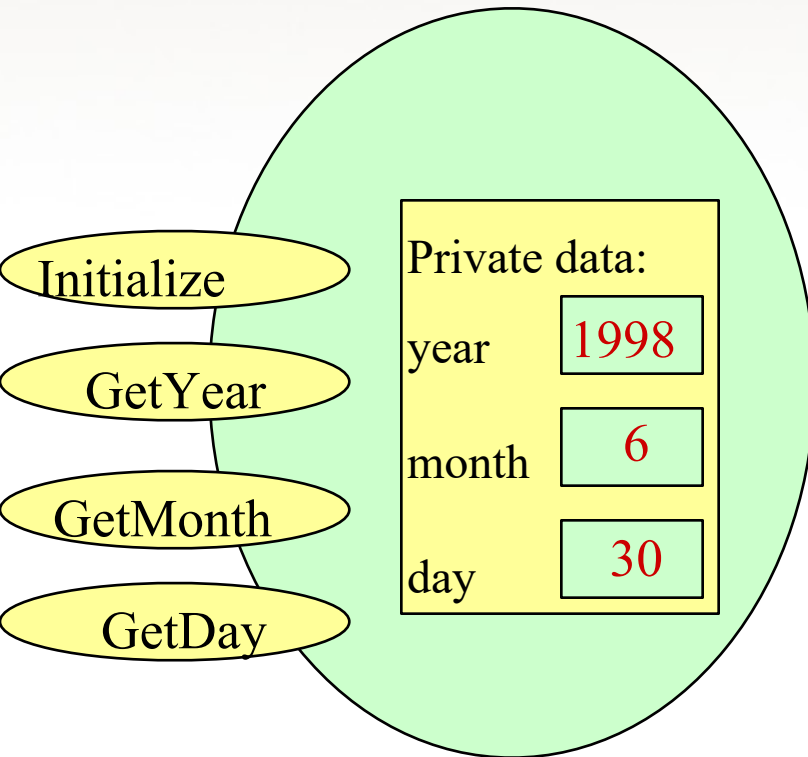 Initialize
GetYear
GetMonth
GetDay
Private data:
year 1998
month 6
day 30